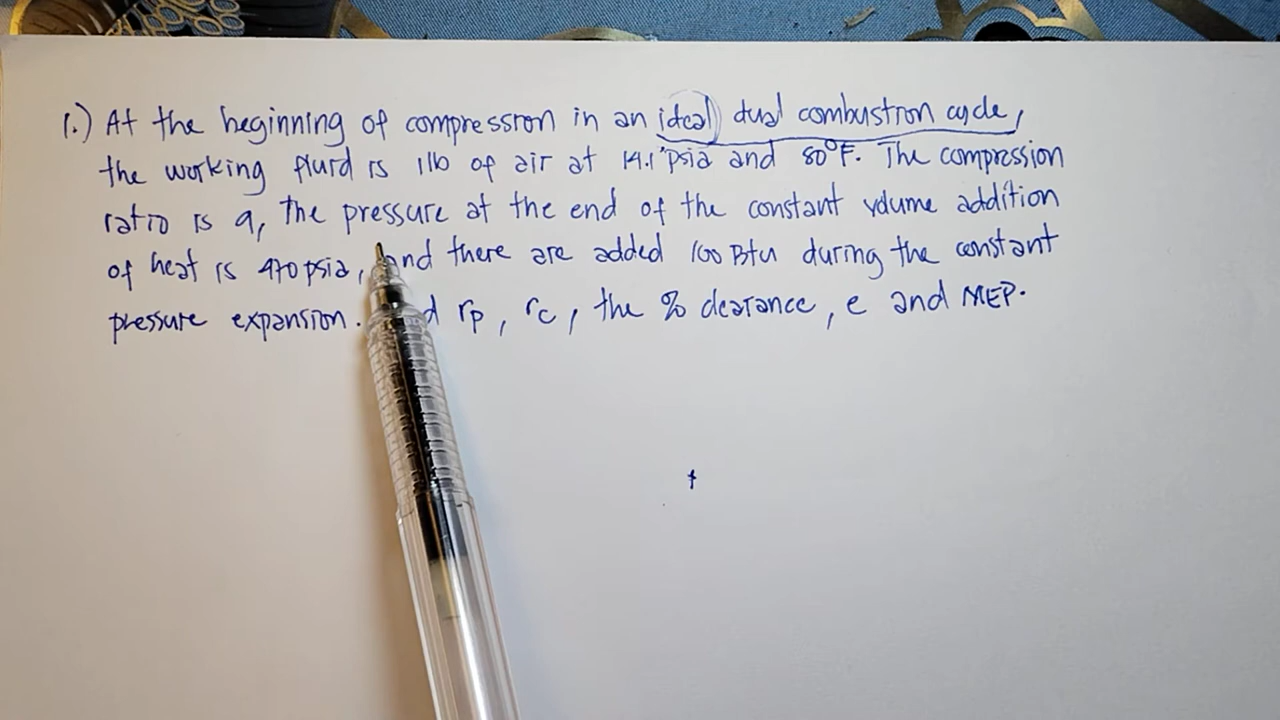 1.) At the beginning of compression in an ideal dual combustion cycle,
the working fluid is 1 lb of air at 14.1 psia and 80°F. The compression
ratio is 9, the pressure at the end of the constant volume addition
of heat is 470 psia, and there are added 100 Btu during the constant
pressure expansion. rp, rc, the % clearance, e and MEP.